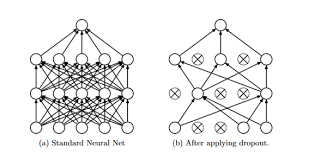 (a) Standard Neural Net
(b) After applying dropout.